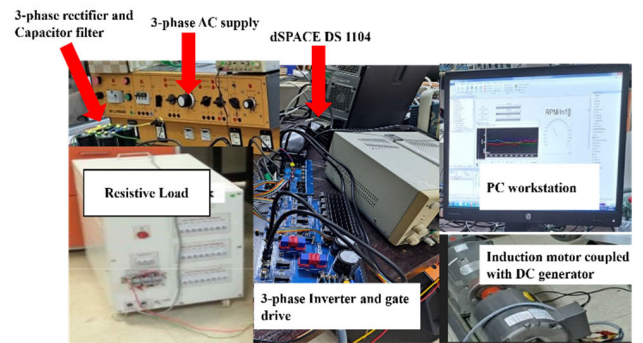 3-phase rectifier and
Capacitor filter
3-phase AC supply
dSPACE DS 1104
Resistive Load
PC workstation
3-phase Inverter and gate
drive
Induction motor coupled
with DC generator